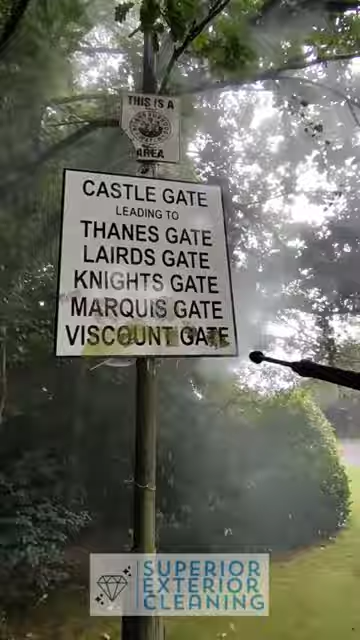 THIS IS A
AREA
CASTLE GATE
LEADING TO
THANES GATE
LAIRDS GATE
KNIGHTS GATE
MARQUIS GATE
VISCOUNT GATE
SUPERIOR
EXTERIOR
CLEANING